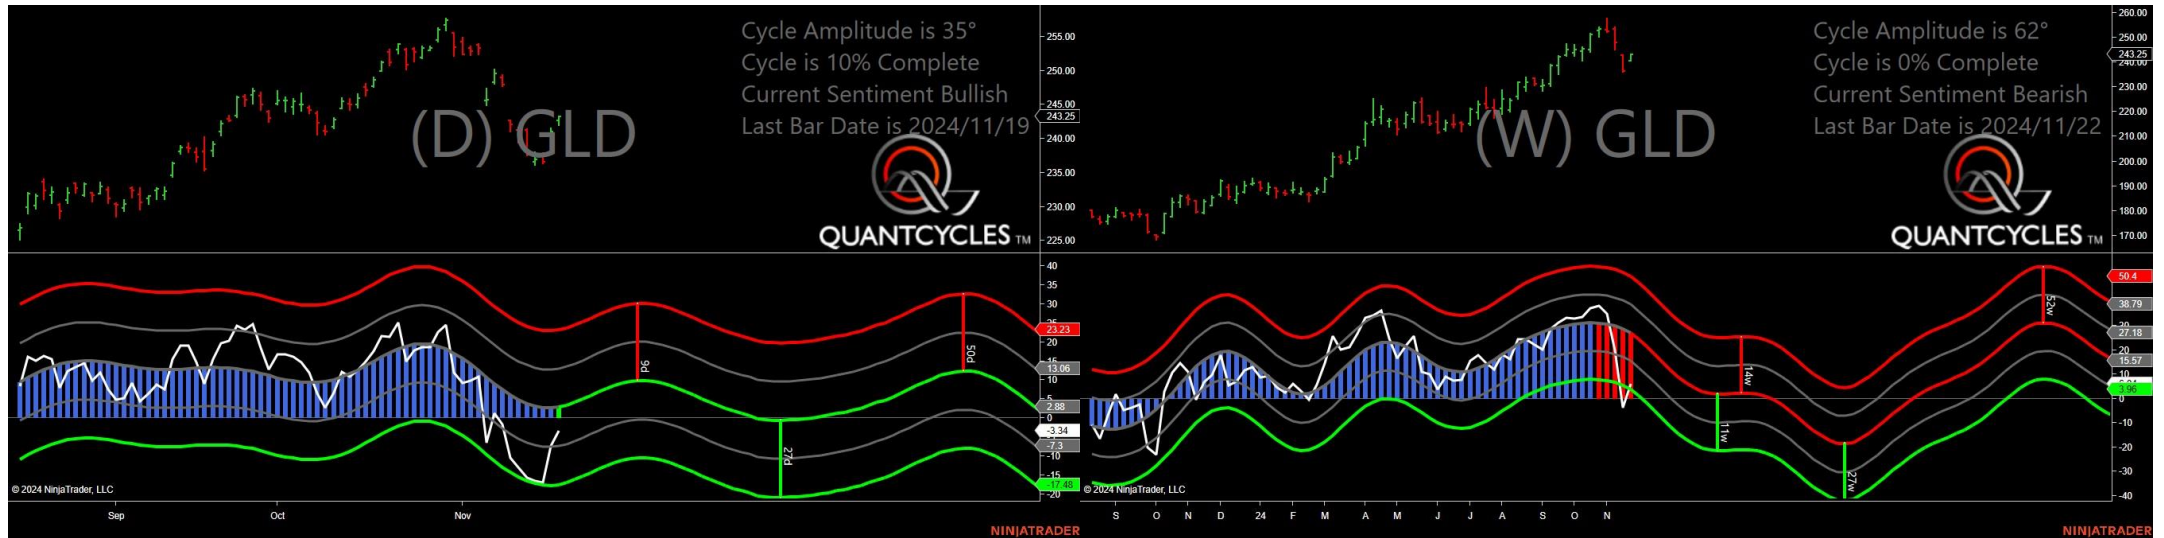 Cycle Amplitude is 35°
Cycle is 10% Complete
Current Sentiment Bullish
Last Bar Date is 2024/11/19
(D) GLD
QUANTCYCLES TM
255.00
250.00
245.00
243.25
240.00
235.00
230.00
225.00
40
35
30
23.23
20
13.06
10
5
2.88
0
-3.34
-7.3
-10
-15
-17.48
-20
9d
27d
50d
© 2024 NinjaTrader, LLC
Sep Oct Nov
NINJATRADER
Cycle Amplitude is 62°
Cycle is 0% Complete
Current Sentiment Bearish
Last Bar Date is 2024/11/22
(W) GLD
QUANTCYCLES TM
260.00
250.00
243.25
240.00
230.00
220.00
210.00
200.00
190.00
180.00
170.00
50.4
38.79
27.18
20
15.57
10
3.96
0
-10
-20
-30
-40
14w
11w
27w
52w
© 2024 NinjaTrader, LLC
S O N D 24 F M A M J J A S O N
NINJATRADER